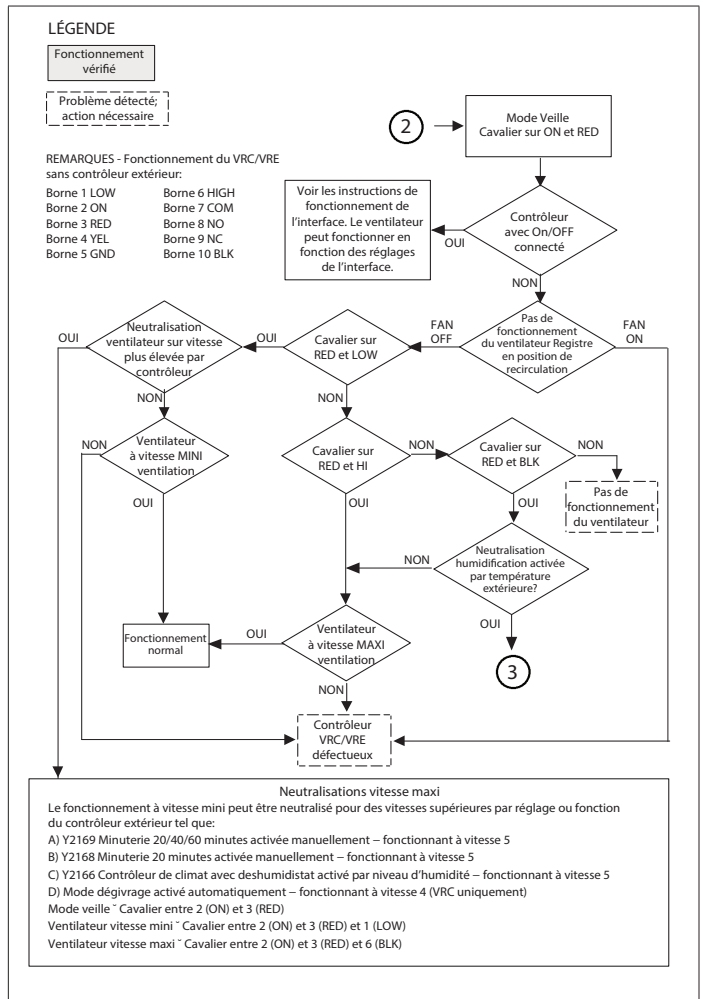 LÉGENDE
Fonctionnement
vérifié
Problème détecté;
action nécessaire
REMARQUES - Fonctionnement du VRC/VRE
sans contrôleur extérieur:
Borne 1 LOW
Borne 2 ON
Borne 3 RED
Borne 4 YEL
Borne 5 GND
Borne 6 HIGH
Borne 7 COM
Borne 8 NO
Borne 9 NC
Borne 10 BLK
2
Mode Veille
Cavalier sur ON et RED
Voir les instructions de
fonctionnement de
l'interface. Le ventilateur
peut fonctionner en
fonction des réglages
de l'interface.
OUI
Contrôleur
avec On/OFF
connecté
NON
OUI
Neutralisation
ventilateur sur vitesse
plus élevée par
contrôleur
OUI
Cavalier sur
RED et LOW
FAN
OFF
Pas de
fonctionnement
du ventilateur Registre
en position de
recirculation
FAN
ON
NON
NON
NON
Ventilateur
à vitesse MINI
ventilation
Cavalier sur
RED et HI
NON
Cavalier sur
RED et BLK
NON
OUI
OUI
OUI
Pas de
fonctionnement
du ventilateur
NON
Neutralisation
humidification activée
par température
extérieure?
Fonctionnement
normal
OUI
Ventilateur
à vitesse MAXI
ventilation
OUI
3
NON
Contrôleur
VRC/VRE
défectueux
Neutralisations vitesse maxi
Le fonctionnement à vitesse mini peut être neutralisé pour des vitesses supérieures par réglage ou fonction
du contrôleur extérieur tel que:
A) Y2169 Minuterie 20/40/60 minutes activée manuellement – fonctionnant à vitesse 5
B) Y2168 Minuterie 20 minutes activée manuellement – fonctionnant à vitesse 5
C) Y2166 Contrôleur de climat avec deshumidistat activé par niveau d'humidité – fonctionnant à vitesse 5
D) Mode dégivrage activé automatiquement – fonctionnant à vitesse 4 (VRC uniquement)
Mode veille ˘ Cavalier entre 2 (ON) et 3 (RED)
Ventilateur vitesse mini ˘ Cavalier entre 2 (ON) et 3 (RED) et 1 (LOW)
Ventilateur vitesse maxi ˘ Cavalier entre 2 (ON) et 3 (RED) et 6 (BLK)